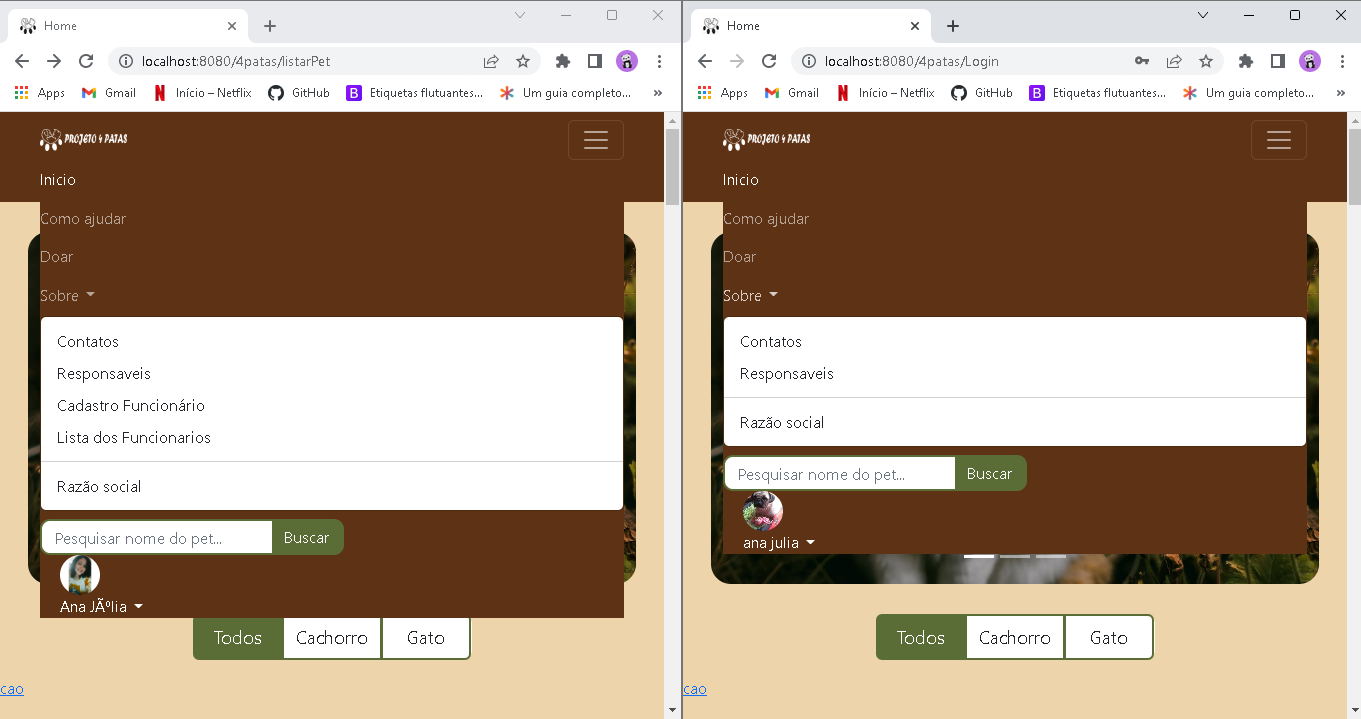 Home
localhost:8080/4patas/listarPet
Apps Gmail Início – Netflix GitHub Etiquetas flutuantes... Um guia completo... »
PROJETO 4 PATAS
Inicio
Como ajudar
Doar
Sobre
Contatos
Responsaveis
Cadastro Funcionário
Lista dos Funcionarios
Razão social
Pesquisar nome do pet... Buscar
Ana JÃºlia
Todos Cachorro Gato
cao
Home
localhost:8080/4patas/Login
Apps Gmail Início – Netflix GitHub Etiquetas flutuantes... Um guia completo... »
PROJETO 4 PATAS
Inicio
Como ajudar
Doar
Sobre
Contatos
Responsaveis
Razão social
Pesquisar nome do pet... Buscar
ana julia
Todos Cachorro Gato
cao